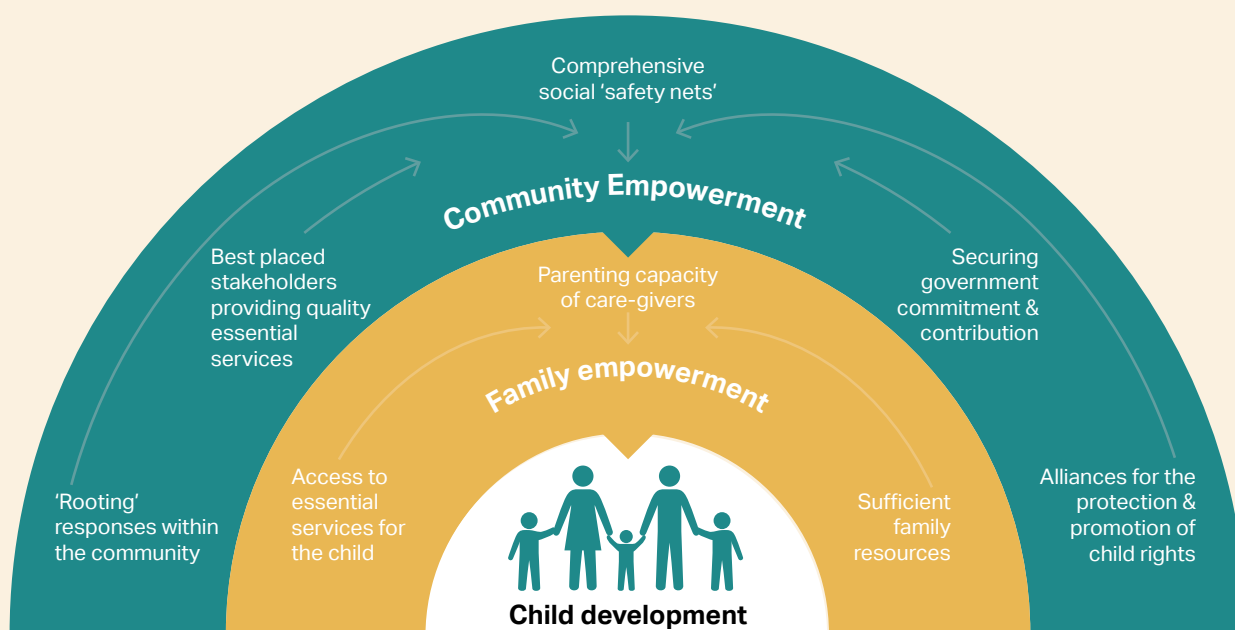 Comprehensive
social 'safety nets'
Community Empowerment
Best placed
stakeholders
providing quality
essential
services
Securing
government
commitment &
contribution
Parenting capacity
of care-givers
Family empowerment
'Rooting'
responses within
the community
Access to
essential
services for
the child
Sufficient
family
resources
Alliances for the
protection &
promotion of
child rights
Child development